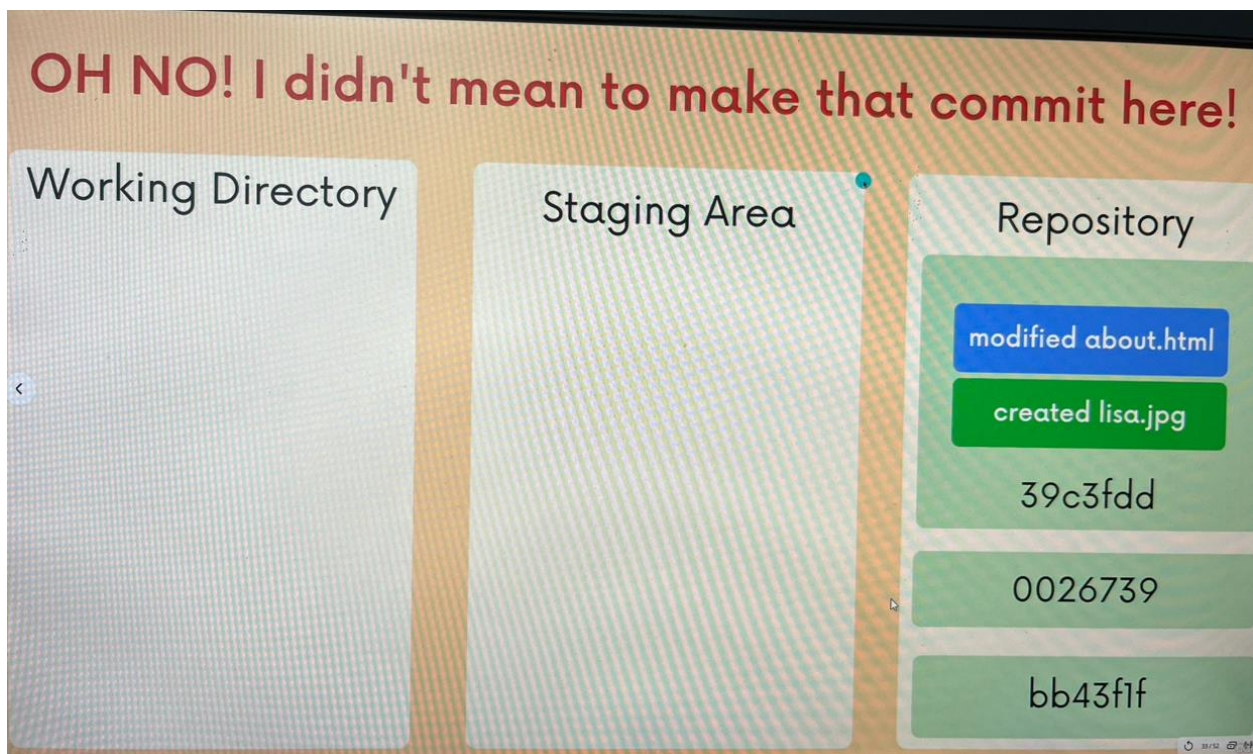 OH NO! I didn't mean to make that commit here!
Working Directory
Staging Area
Repository
modified about.html
created lisa.jpg
39c3fdd
0026739
bb43f1f